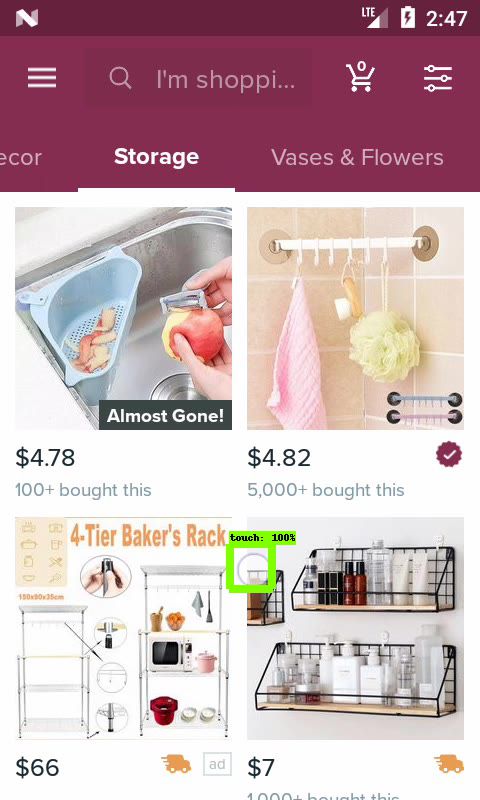 LTE 2:47
0
I'm shoppi...
ecor Storage Vases & Flowers
Almost Gone!
$4.78 $4.82
100+ bought this 5,000+ bought this
4-Tier Baker's Rack
150x90x35cm
touch: 100%
$66 ad $7
1,000+ bought this